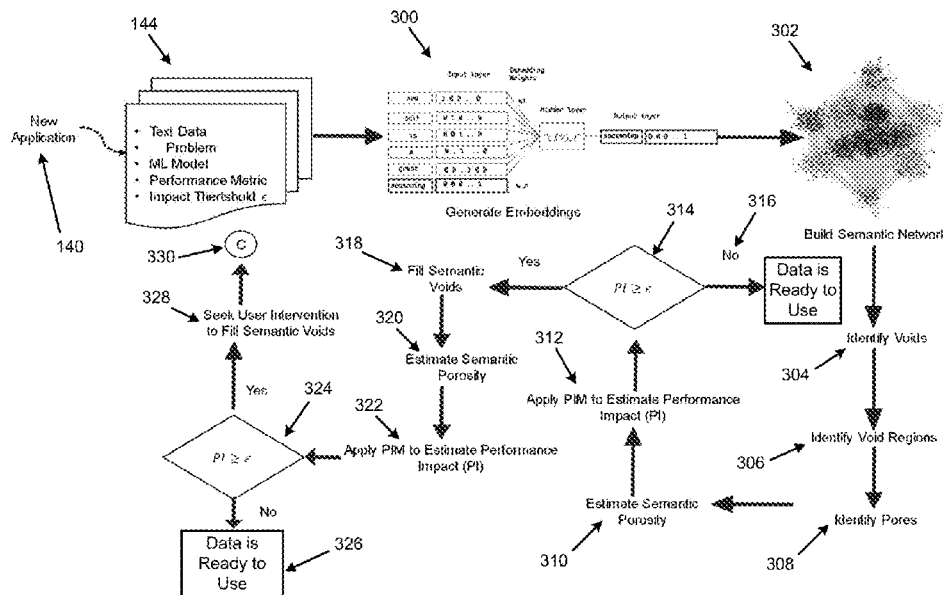 144
300
302
New
Application
• Text Data
• Problem
• ML Model
• Performance Metric
• Impact Thertshold ε
Input layer
Weights
Hidden layer
Output layer
Generate Embeddings
140
330
C
328
Seek User Intervention
to Fill Semantic Voids
318
Fill Semantic
Voids
Yes
314
PI ≥ ε
316
No
Data is
Ready to
Use
Build Semantic Network
320
Estimate Semantic
Porosity
312
Apply PIM to Estimate Performance
Impact (PI)
304
Identify Voids
Yes
324
PI ≥ ε
322
Apply PIM to Estimate Performance
Impact (PI)
306
Identify Void Regions
No
Data is
Ready to
Use
326
310
Estimate Semantic
Porosity
308
Identify Pores